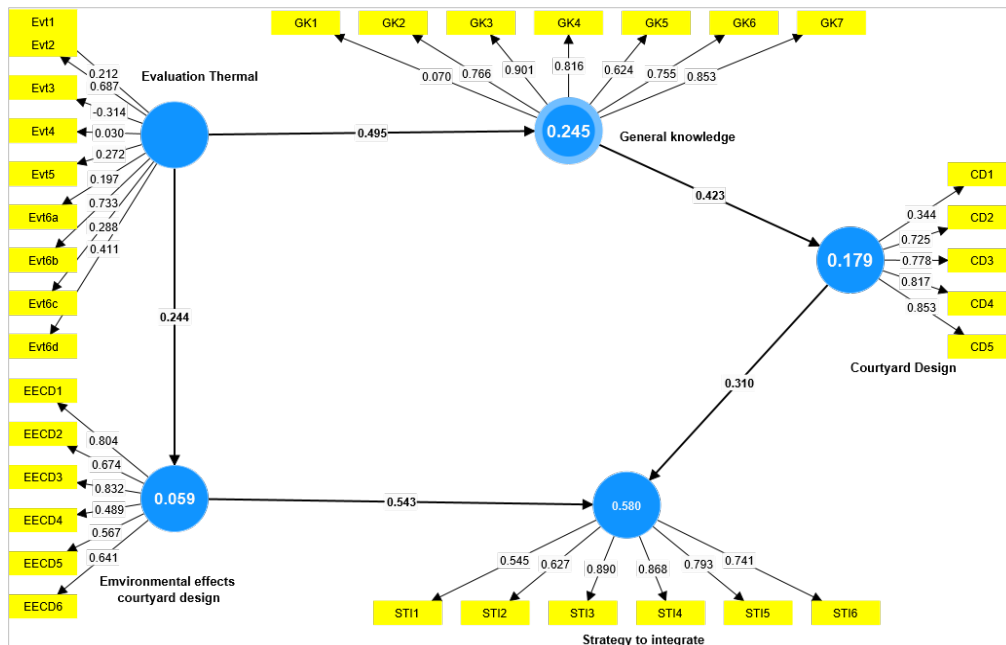 Evt1
Evt2
Evt3
Evt4
Evt5
Evt6a
Evt6b
Evt6c
Evt6d
0.212
0.687
-0.314
0.030
0.272
0.197
0.733
0.288
0.411
Evaluation Thermal
GK1
GK2
GK3
GK4
GK5
GK6
GK7
0.070
0.766
0.901
0.816
0.624
0.755
0.853
0.495
0.245
General knowledge
0.423
CD1
CD2
CD3
CD4
CD5
0.344
0.725
0.778
0.817
0.853
0.179
Courtyard Design
0.244
0.310
EECD1
EECD2
EECD3
EECD4
EECD5
EECD6
0.804
0.674
0.832
0.489
0.567
0.641
0.059
Emvironmental effects
courtyard design
0.543
0.580
0.545
0.627
0.890
0.868
0.793
0.741
STI1
STI2
STI3
STI4
STI5
STI6
Strategy to integrate